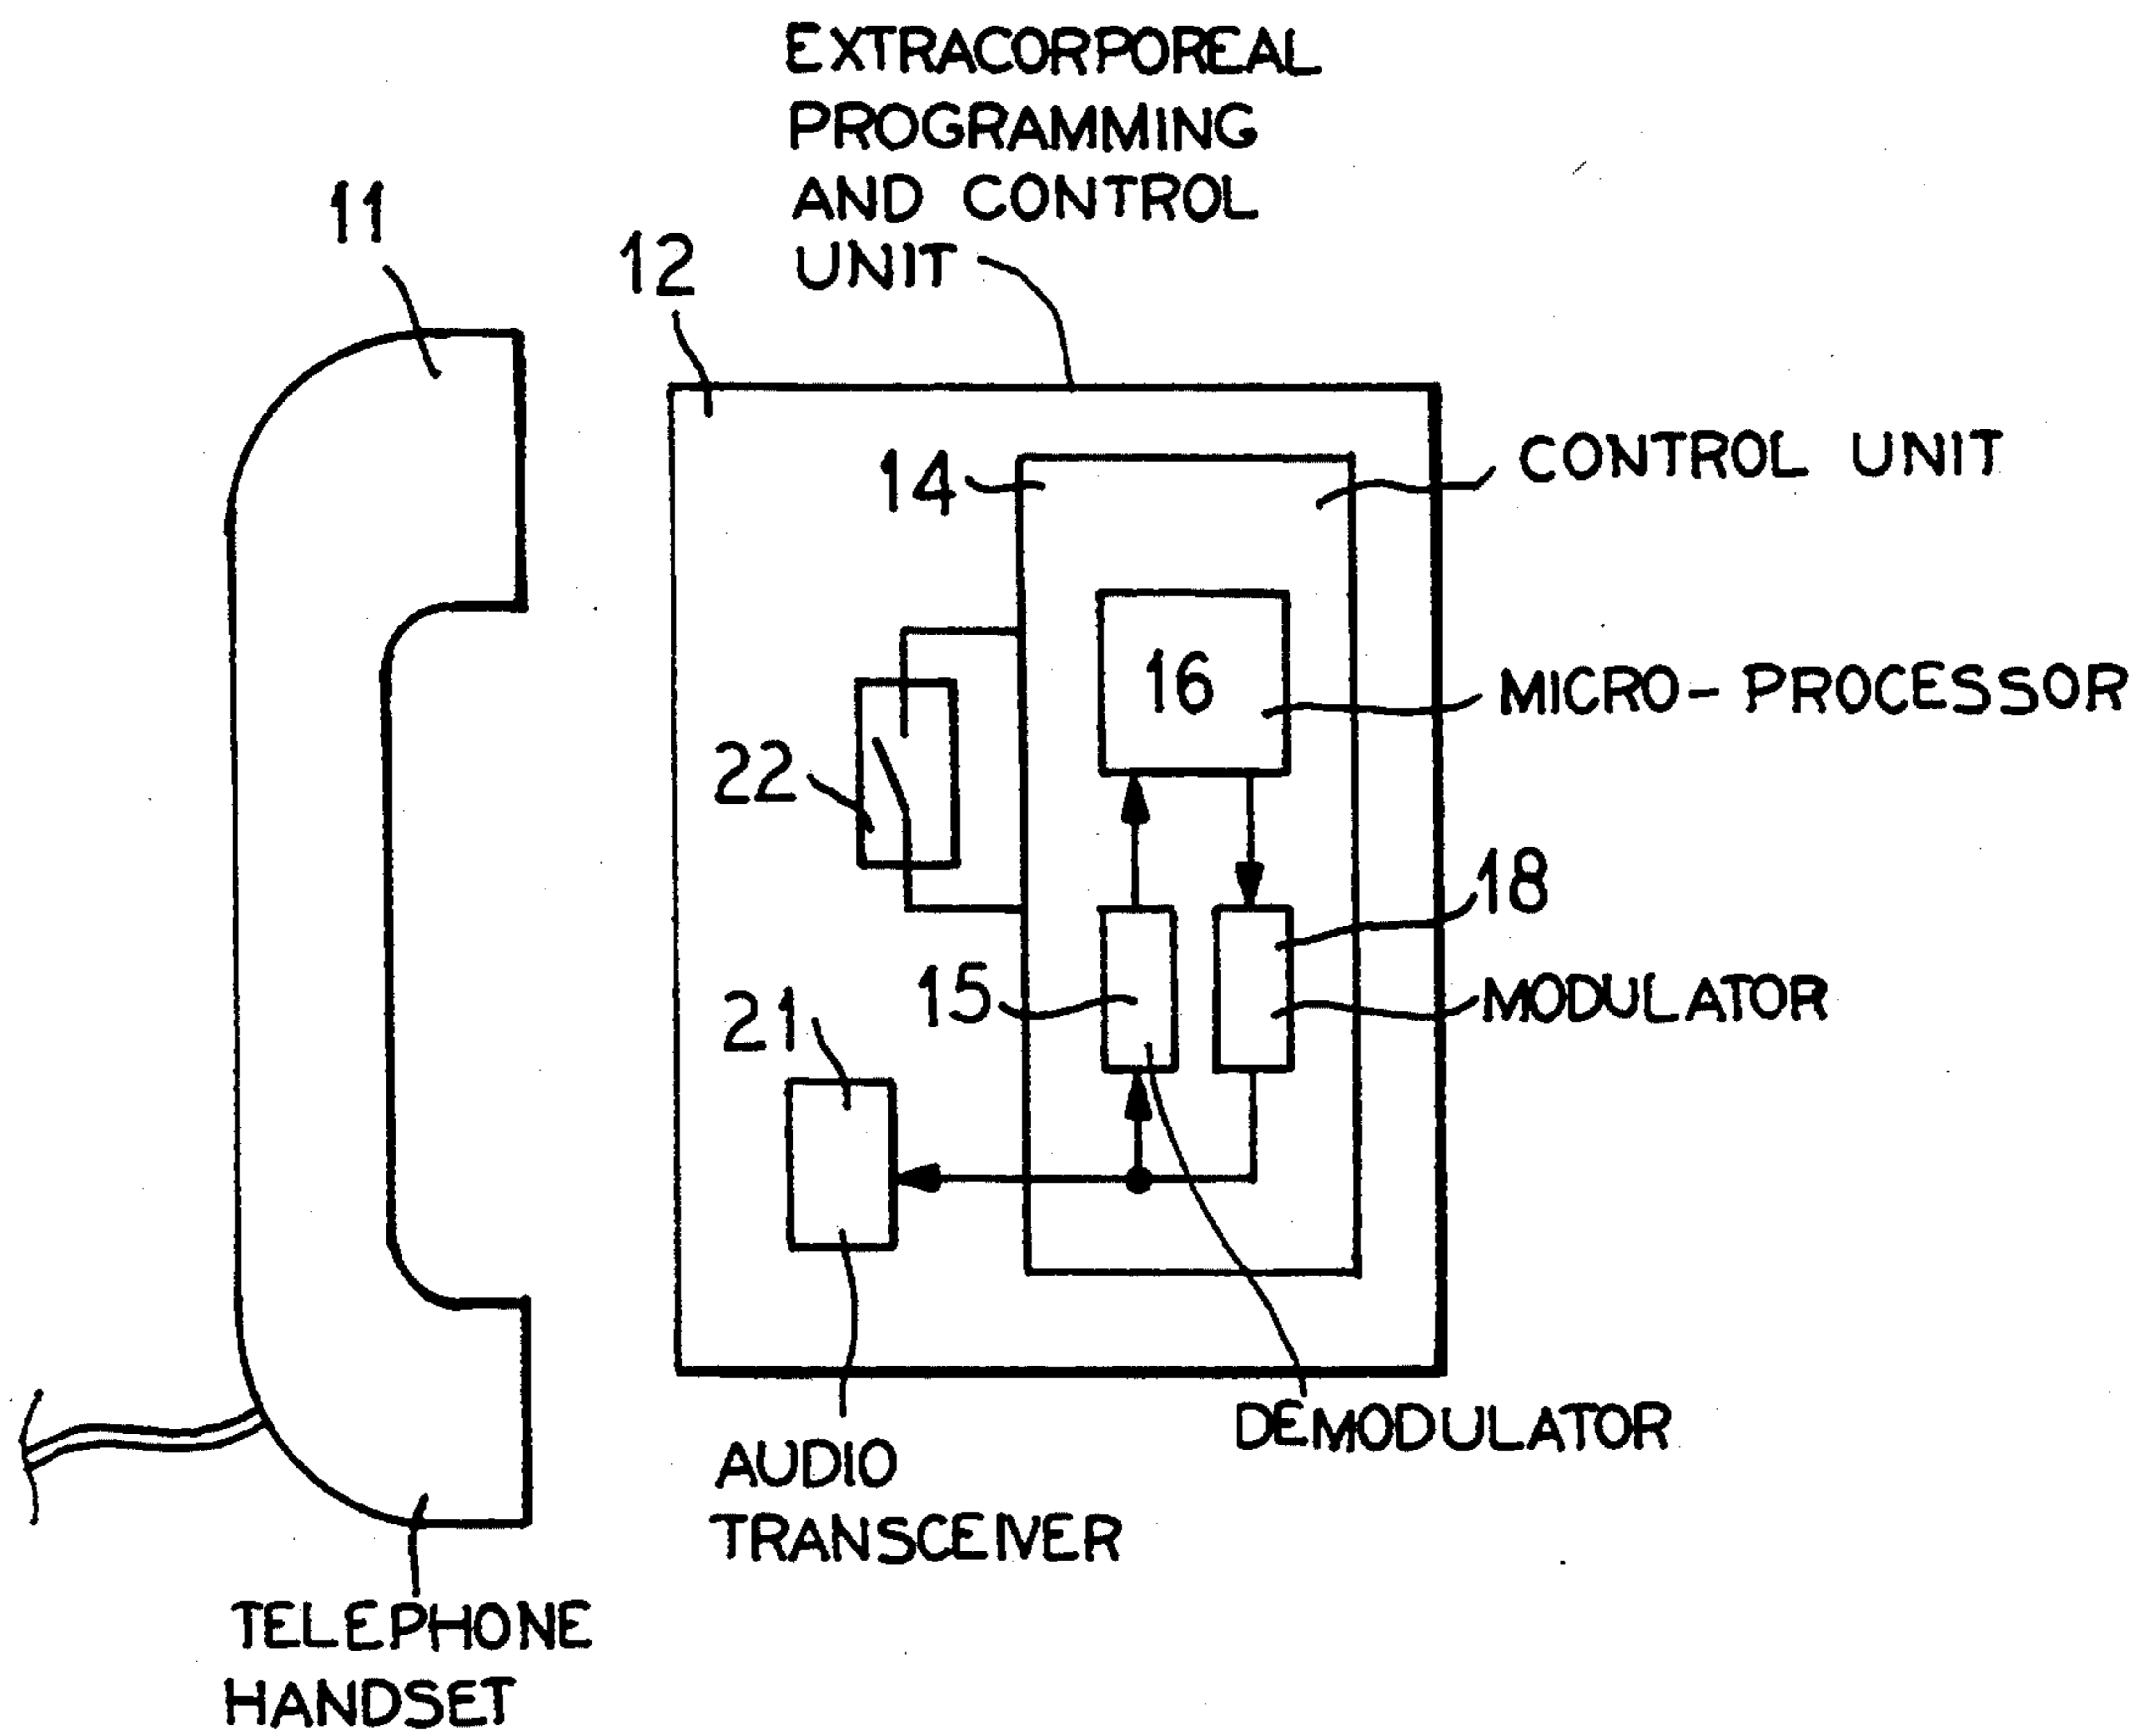 EXTRACORPOREAL
PROGRAMMING
AND CONTROL
UNIT
11
12
14
CONTROL UNIT
16
MICRO-PROCESSOR
22
18
15
MODULATOR
21
DEMODULATOR
AUDIO
TRANSCEIVER
TELEPHONE
HANDSET